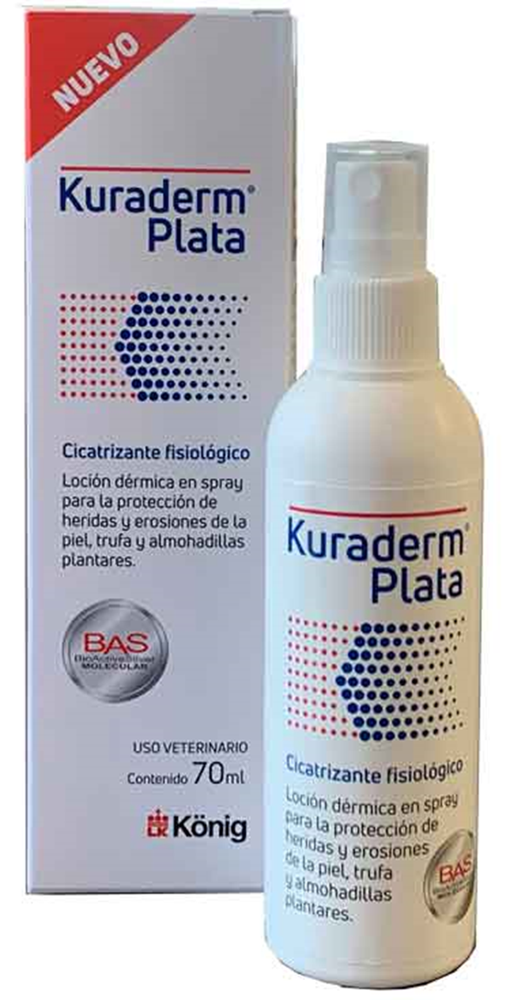 NUEVO
Kuraderm®
Plata
Cicatrizante fisiológico
Loción dérmica en spray
para la protección de
heridas y erosiones de la
piel, trufa y almohadillas
plantares.
BAS
BioActiveSilver
MOLECULAR
USO VETERINARIO
Contenido 70ml
König
Kuraderm®
Plata
Cicatrizante fisiológico
Loción dérmica en spray
para la protección de
heridas y erosiones
de la piel, trufa
y almohadillas
plantares.
BAS
MOLECULAR